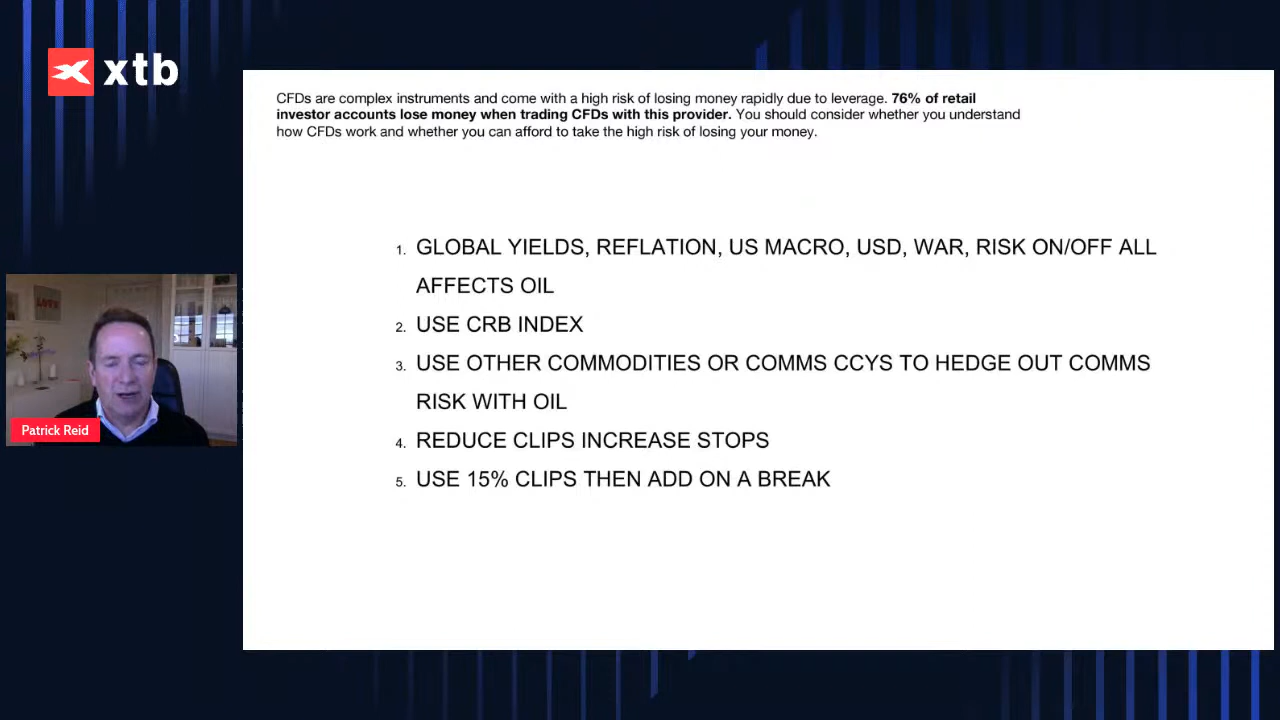 xtb
CFDs are complex instruments and come with a high risk of losing money rapidly due to leverage. 76% of retail
investor accounts lose money when trading CFDs with this provider. You should consider whether you understand
how CFDs work and whether you can afford to take the high risk of losing your money.
1. GLOBAL YIELDS, REFLATION, US MACRO, USD, WAR, RISK ON/OFF ALL
AFFECTS OIL
2. USE CRB INDEX
3. USE OTHER COMMODITIES OR COMMS CCYS TO HEDGE OUT COMMS
RISK WITH OIL
4. REDUCE CLIPS INCREASE STOPS
5. USE 15% CLIPS THEN ADD ON A BREAK
Patrick Reid